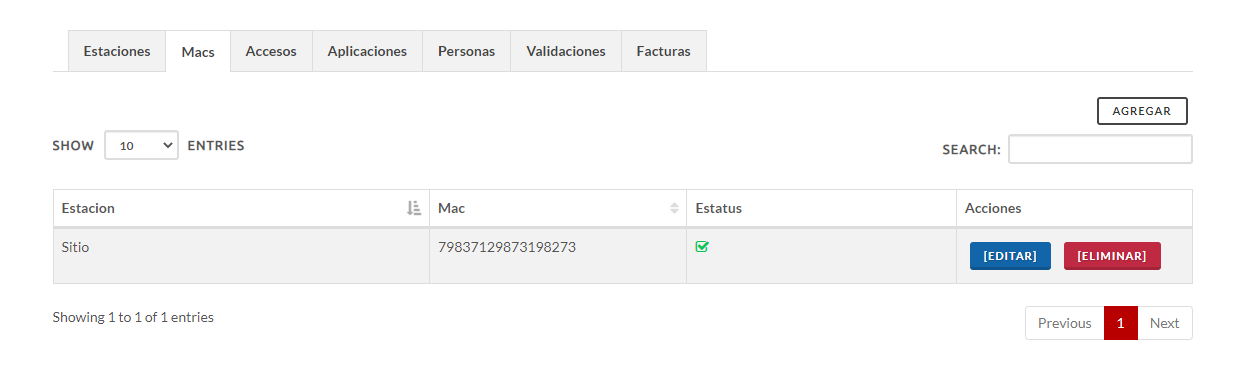 Estaciones Macs Accesos Aplicaciones Personas Validaciones Facturas
AGREGAR
SHOW 10 ENTRIES
SEARCH:
Estacion Mac Estatus Acciones
Sitio 79837129873198273 [EDITAR] [ELIMINAR]
Showing 1 to 1 of 1 entries
Previous 1 Next